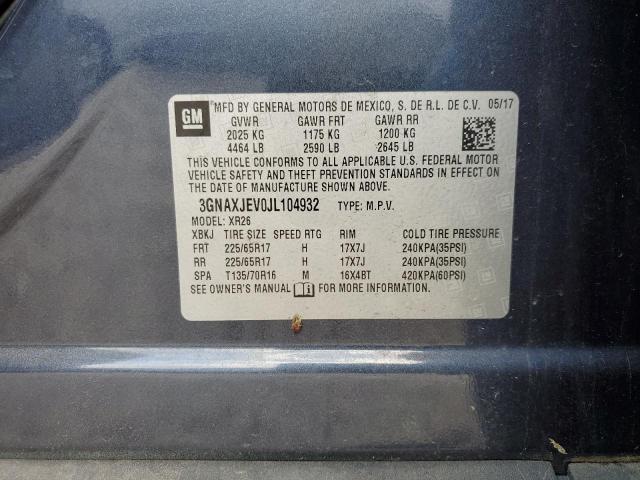 GM
MFD BY GENERAL MOTORS DE MEXICO, S. DE R.L. DE C.V. 05/17
GVWR GAWR FRT GAWR RR
2025 KG 1175 KG 1200 KG
4464 LB 2590 LB 2645 LB
THIS VEHICLE CONFORMS TO ALL APPLICABLE U.S. FEDERAL MOTOR
VEHICLE SAFETY AND THEFT PREVENTION STANDARDS IN EFFECT ON
THE DATE OF MANUFACTURE SHOWN ABOVE.
3GNAXJEV0JL104932 TYPE: M.P.V.
MODEL: XR26
XBKJ TIRE SIZE SPEED RTG RIM COLD TIRE PRESSURE
FRT 225/65R17 H 17X7J 240KPA(35PSI)
RR 225/65R17 H 17X7J 240KPA(35PSI)
SPA T135/70R16 M 16X4BT 420KPA(60PSI)
SEE OWNER'S MANUAL FOR MORE INFORMATION.